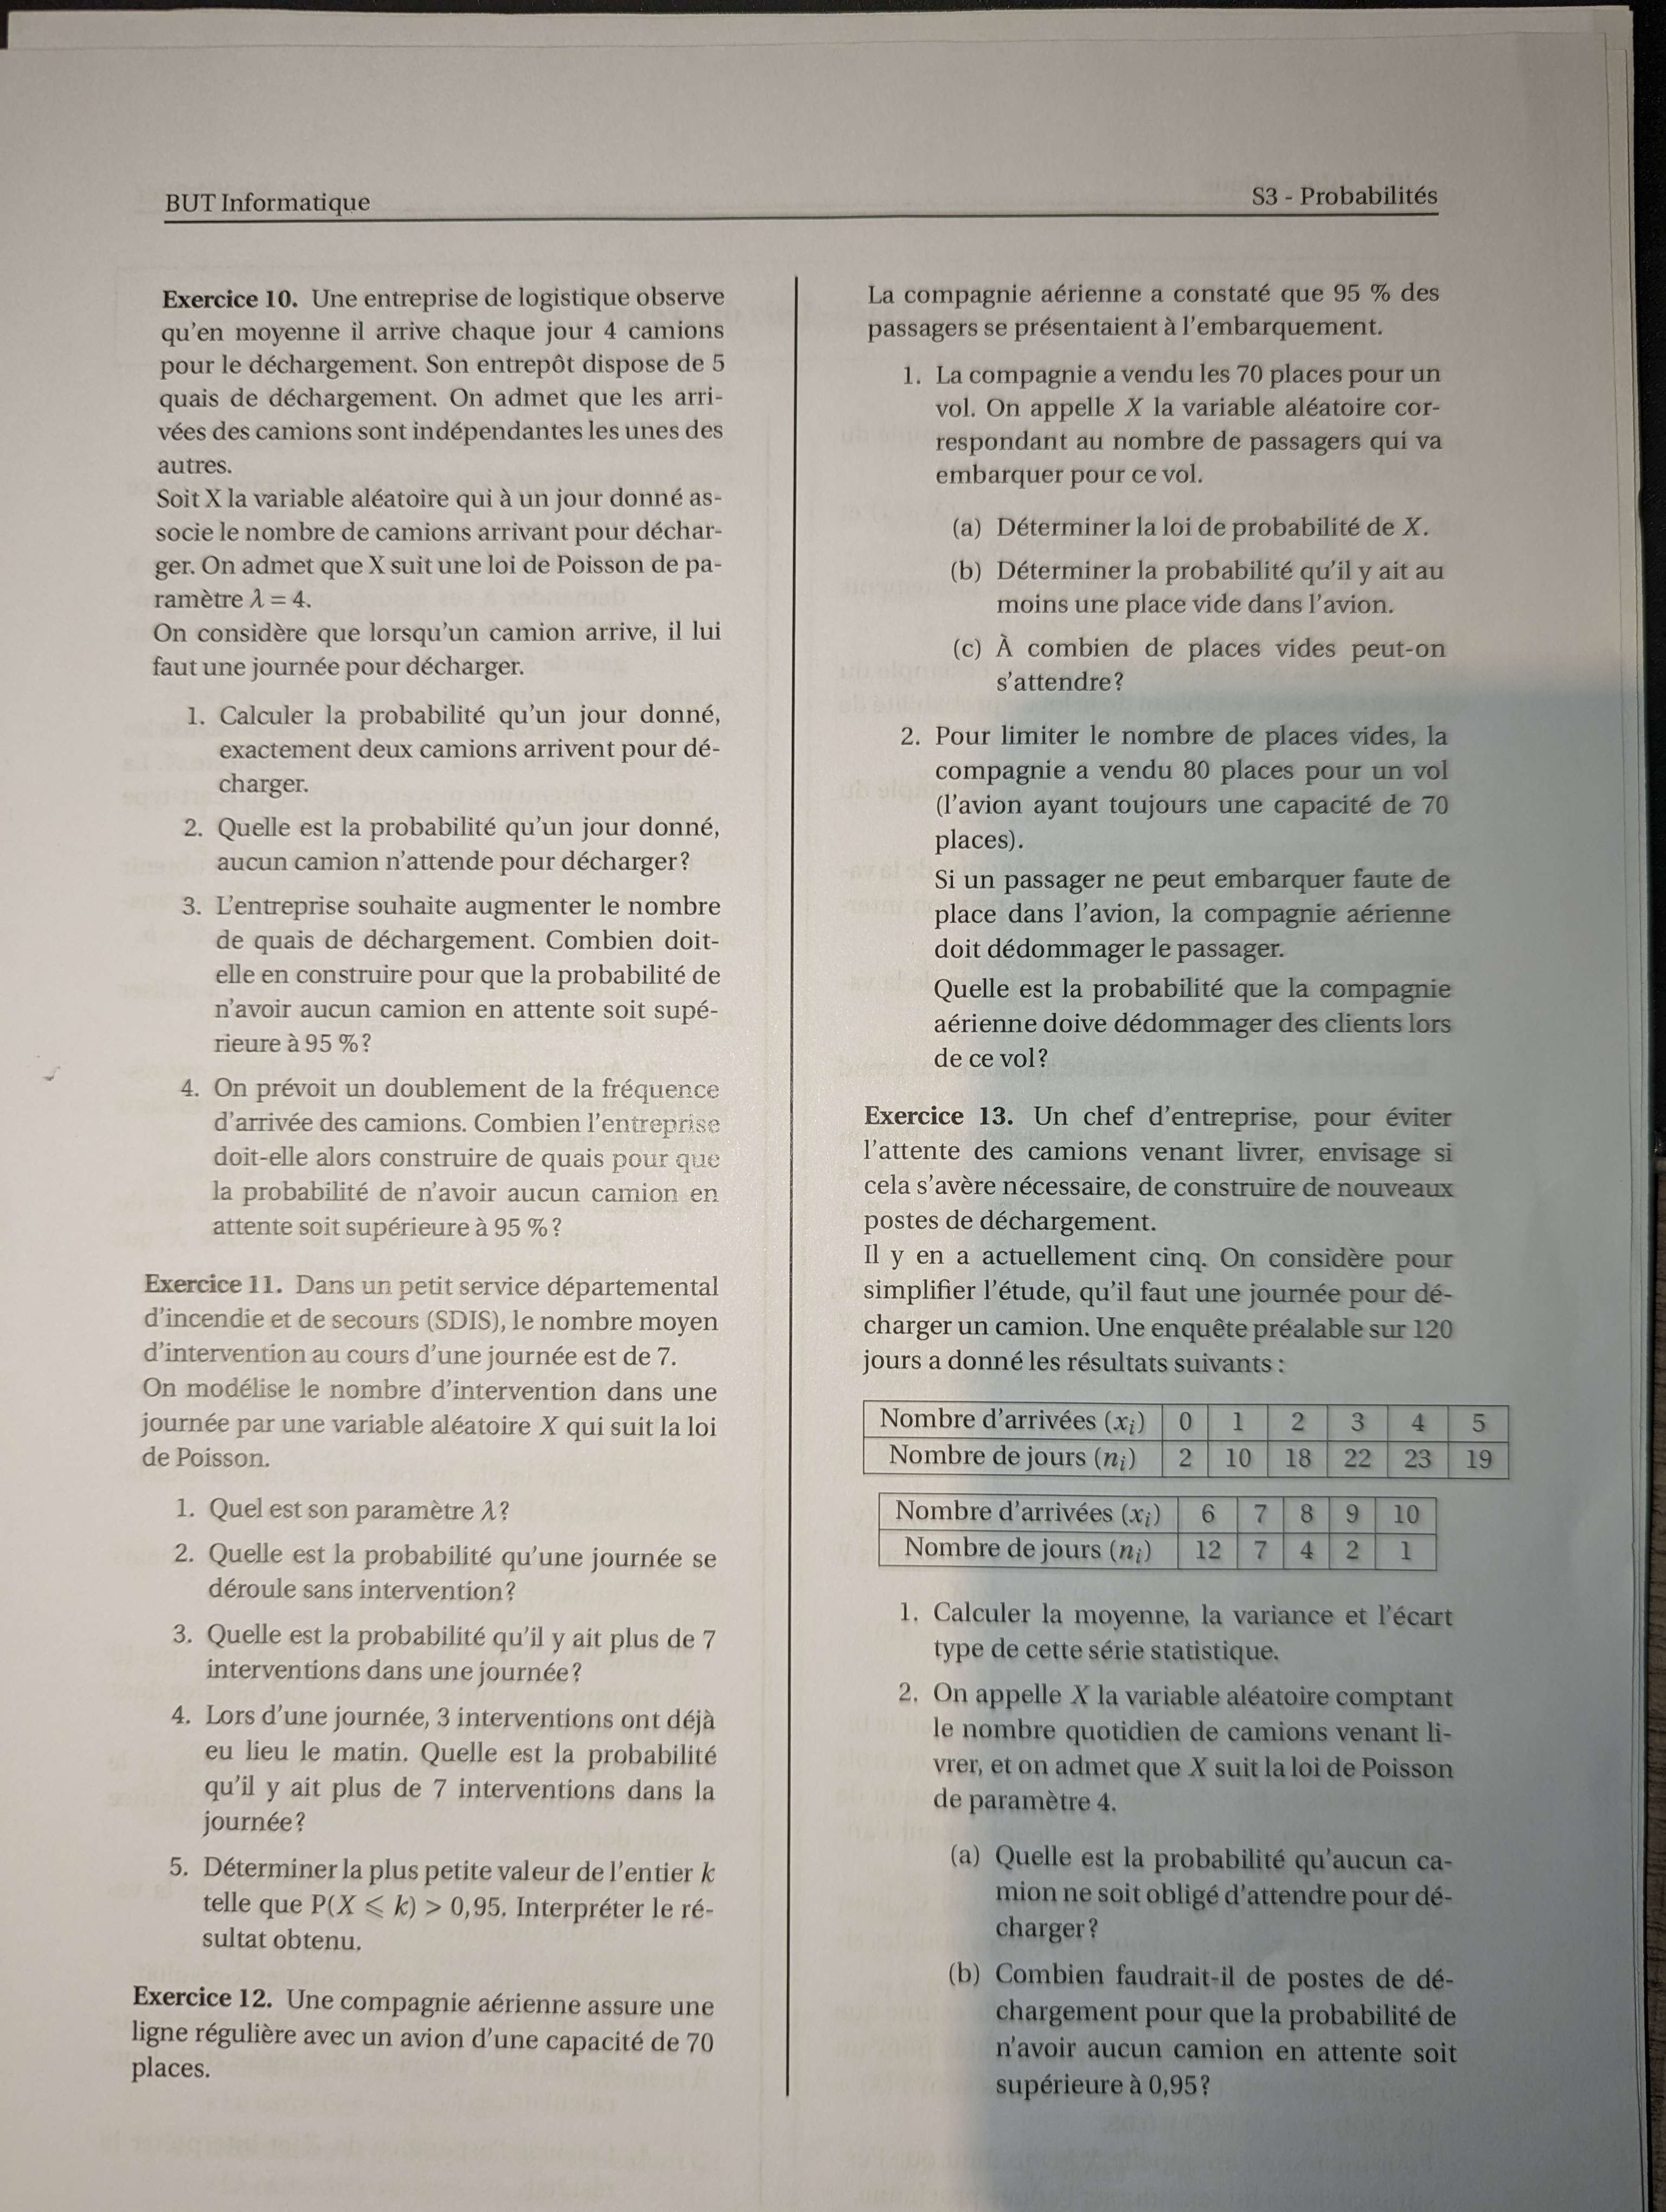 BUT Informatique
S3 - Probabilités
Exercice 10. Une entreprise de logistique observe
qu'en moyenne il arrive chaque jour 4 camions
pour le déchargement. Son entrepôt dispose de 5
quais de déchargement. On admet que les arri-
vées des camions sont indépendantes les unes des
autres.
Soit X la variable aléatoire qui à un jour donné as-
socie le nombre de camions arrivant pour déchar-
ger. On admet que X suit une loi de Poisson de pa-
ramètre λ = 4.
On considère que lorsqu'un camion arrive, il lui
faut une journée pour décharger.
1. Calculer la probabilité qu'un jour donné,
exactement deux camions arrivent pour dé-
charger.
2. Quelle est la probabilité qu'un jour donné,
aucun camion n'attende pour décharger?
3. L'entreprise souhaite augmenter le nombre
de quais de déchargement. Combien doit-
elle en construire pour que la probabilité de
n'avoir aucun camion en attente soit supé-
rieure à 95 %?
4. On prévoit un doublement de la fréquence
d'arrivée des camions. Combien l'entreprise
doit-elle alors construire de quais pour que
la probabilité de n'avoir aucun camion en
attente soit supérieure à 95 %?
Exercice 11. Dans un petit service départemental
d'incendie et de secours (SDIS), le nombre moyen
d'intervention au cours d'une journée est de 7.
On modélise le nombre d'intervention dans une
journée par une variable aléatoire X qui suit la loi
de Poisson.
1. Quel est son paramètre λ?
2. Quelle est la probabilité qu'une journée se
déroule sans intervention?
3. Quelle est la probabilité qu'il y ait plus de 7
interventions dans une journée?
4. Lors d'une journée, 3 interventions ont déjà
eu lieu le matin. Quelle est la probabilité
qu'il y ait plus de 7 interventions dans la
journée?
5. Déterminer la plus petite valeur de l'entier k
telle que P(X ⩽ k) > 0,95. Interpréter le ré-
sultat obtenu.
Exercice 12. Une compagnie aérienne assure une
ligne régulière avec un avion d'une capacité de 70
places.
La compagnie aérienne a constaté que 95 % des
passagers se présentaient à l'embarquement.
1. La compagnie a vendu les 70 places pour un
vol. On appelle X la variable aléatoire cor-
respondant au nombre de passagers qui va
embarquer pour ce vol.
(a) Déterminer la loi de probabilité de X.
(b) Déterminer la probabilité qu'il y ait au
moins une place vide dans l'avion.
(c) À combien de places vides peut-on
s'attendre?
2. Pour limiter le nombre de places vides, la
compagnie a vendu 80 places pour un vol
(l'avion ayant toujours une capacité de 70
places).
Si un passager ne peut embarquer faute de
place dans l'avion, la compagnie aérienne
doit dédommager le passager.
Quelle est la probabilité que la compagnie
aérienne doive dédommager des clients lors
de ce vol?
Exercice 13. Un chef d'entreprise, pour éviter
l'attente des camions venant livrer, envisage si
cela s'avère nécessaire, de construire de nouveaux
postes de déchargement.
Il y en a actuellement cinq. On considère pour
simplifier l'étude, qu'il faut une journée pour dé-
charger un camion. Une enquête préalable sur 120
jours a donné les résultats suivants :
Nombre d'arrivées (xi) 0 1 2 3 4 5
Nombre de jours (ni) 2 10 18 22 23 19
Nombre d'arrivées (xi) 6 7 8 9 10
Nombre de jours (ni) 12 7 4 2 1
1. Calculer la moyenne, la variance et l'écart
type de cette série statistique.
2. On appelle X la variable aléatoire comptant
le nombre quotidien de camions venant li-
vrer, et on admet que X suit la loi de Poisson
de paramètre 4.
(a) Quelle est la probabilité qu'aucun ca-
mion ne soit obligé d'attendre pour dé-
charger?
(b) Combien faudrait-il de postes de dé-
chargement pour que la probabilité de
n'avoir aucun camion en attente soit
supérieure à 0,95?